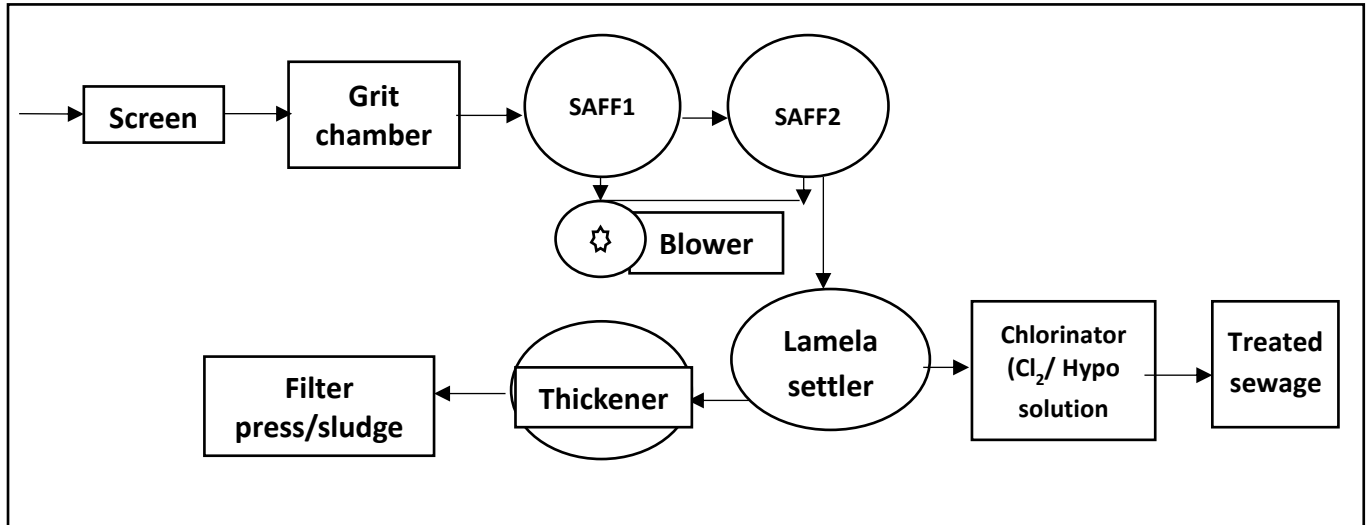 Screen
Grit
chamber
SAFF1
SAFF2
Blower
Lamela
settler
Chlorinator
(Cl₂/ Hypo
solution
Treated
sewage
Thickener
Filter
press/sludge